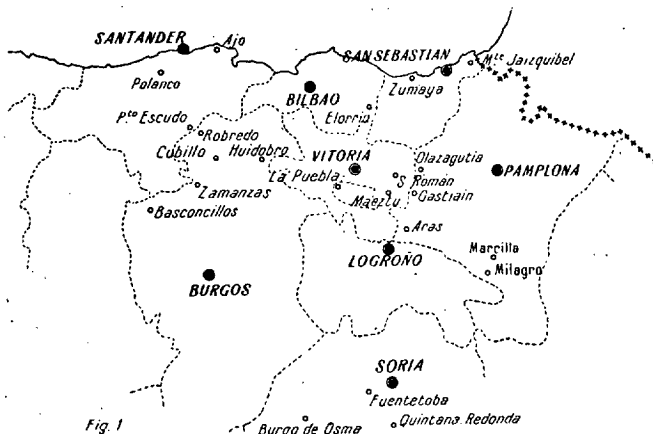 SANTANDER
Ajo
SAN SEBASTIAN
Mte Jaizquibel
Polanco
BILBAO
Zumaya
Elorrio
Pto Escudo
Robredo
Cubillo
Huidobro
VITORIA
Olazagutia
PAMPLONA
La Puebla
S. Román
Zamanzas
Maeztu
Gastiain
Basconcillos
Aras
LOGROÑO
Marcilla
Milagro
BURGOS
SORIA
Fuentetoba
Fig. 1
Burgo de Osma
Quintana Redonda